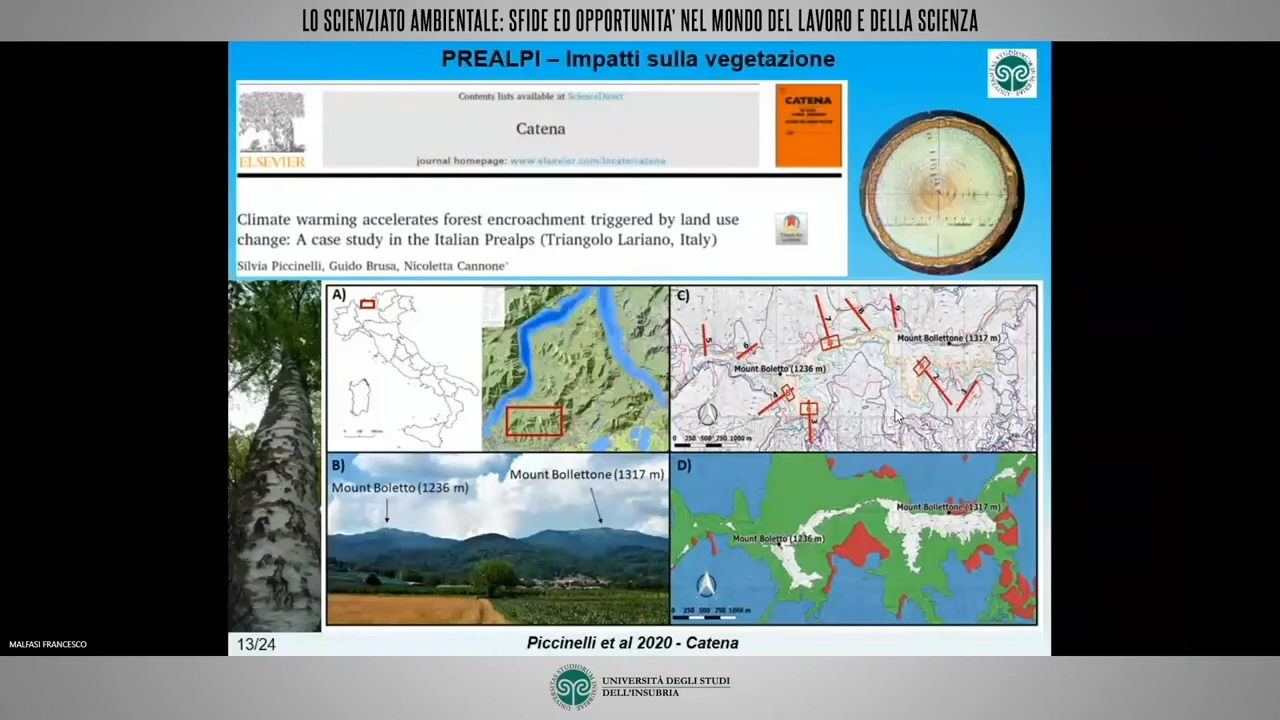 LO SCIENZIATO AMBIENTALE: SFIDE ED OPPORTUNITA' NEL MONDO DEL LAVORO E DELLA SCIENZA
PREALPI – Impatti sulla vegetazione
Contents lists available at ScienceDirect
Catena
journal homepage: www.elsevier.com/locate/catena
ELSEVIER
CATENA
Climate warming accelerates forest encroachment triggered by land use
change: A case study in the Italian Prealps (Triangolo Lariano, Italy)
Silvia Piccinelli, Guido Brusa, Nicoletta Cannone*
A)
C)
Mount Bollettone (1317 m)
Mount Boletto (1236 m)
0 250 500 750 1000 m
B)
Mount Boletto (1236 m)
Mount Bollettone (1317 m)
D)
Mount Bollettone (1317 m)
Mount Boletto (1236 m)
0 250 500 750 1000 m
13/24
Piccinelli et al 2020 - Catena
MALFASI FRANCESCO
UNIVERSITÀ DEGLI STUDI
DELL'INSUBRIA